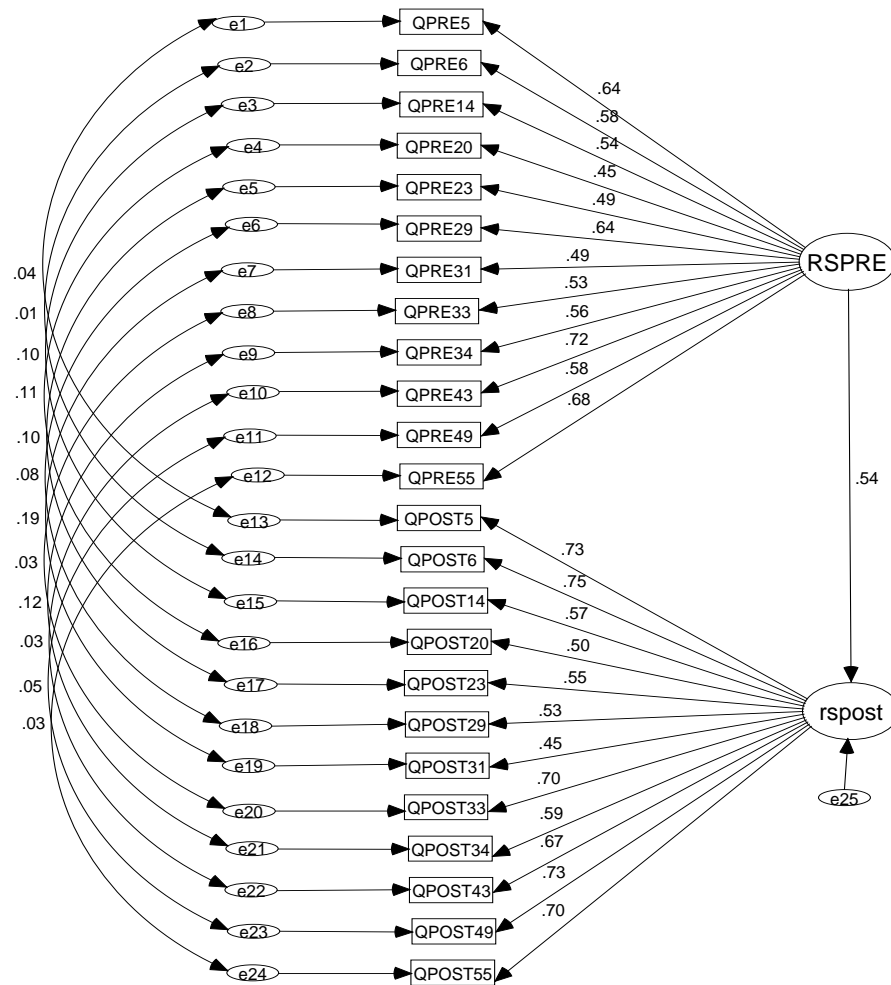 e1 QPRE5
e2 QPRE6
.64
e3 QPRE14
.58
e4 QPRE20
.54
e5 QPRE23
.45
e6 QPRE29
.49
.64
e7 QPRE31
.49
RSPRE
.04
e8 QPRE33
.53
.01
e9 QPRE34
.56
.10
e10 QPRE43
.72
.11
e11 QPRE49
.58
.10
e12 QPRE55
.68
.08
.54
e13 QPOST5
.19
e14 QPOST6
.73
.03
e15 QPOST14
.75
.57
.12
e16 QPOST20
.50
.03
e17 QPOST23
.55
.05
e18 QPOST29
.53
rspost
.03
e19 QPOST31
.45
e20 QPOST33
.70
e25
e21 QPOST34
.59
e22 QPOST43
.67
e23 QPOST49
.73
e24 QPOST55
.70